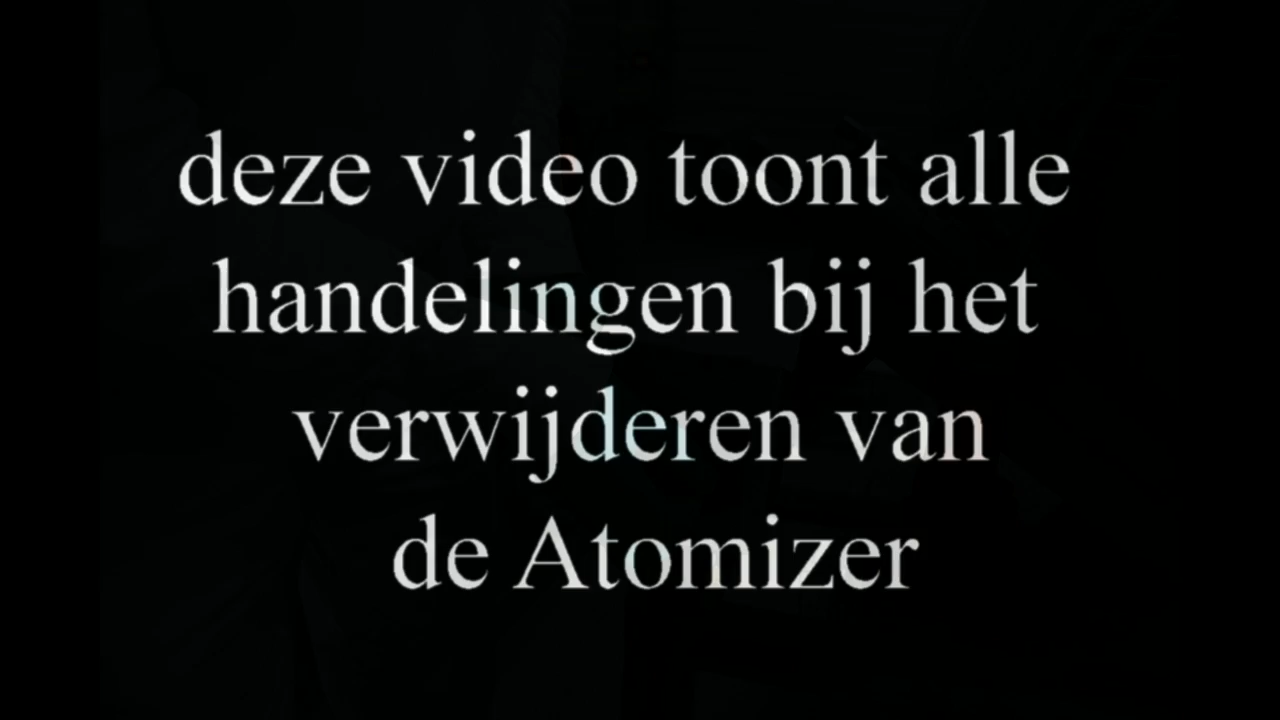 deze video toont alle
handelingen bij het
verwijderen van
de Atomizer